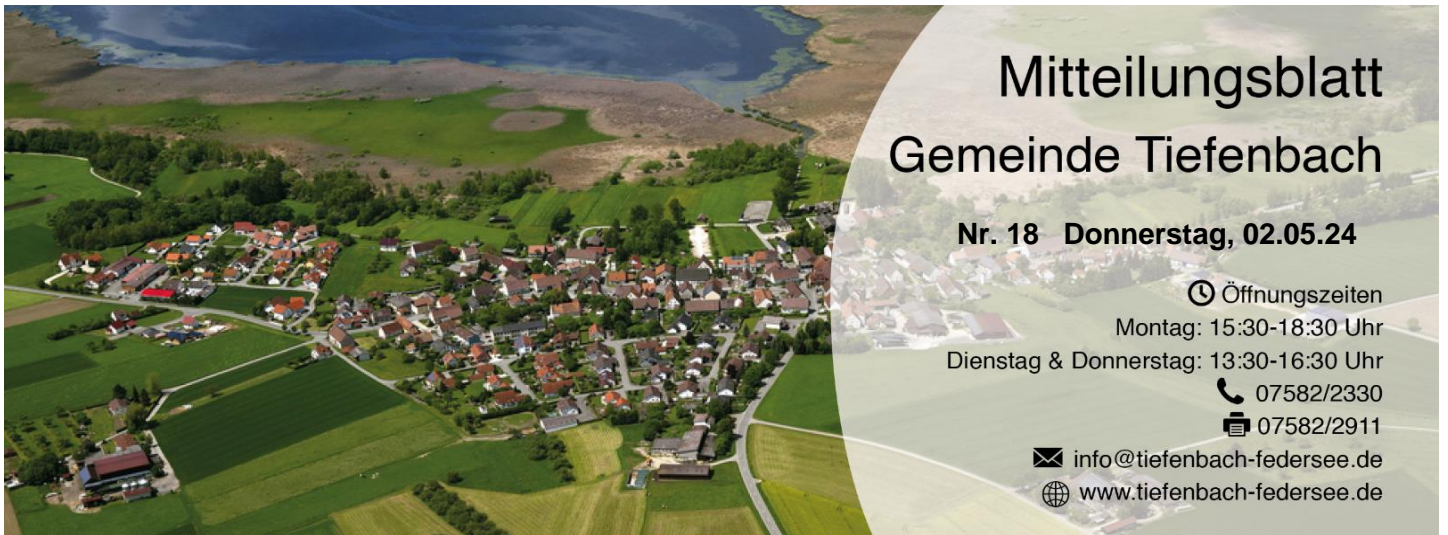 Mitteilungsblatt
Gemeinde Tiefenbach
Nr. 18 Donnerstag, 02.05.24
Öffnungszeiten
Montag: 15:30-18:30 Uhr
Dienstag & Donnerstag: 13:30-16:30 Uhr
07582/2330
07582/2911
info@tiefenbach-federsee.de
www.tiefenbach-federsee.de